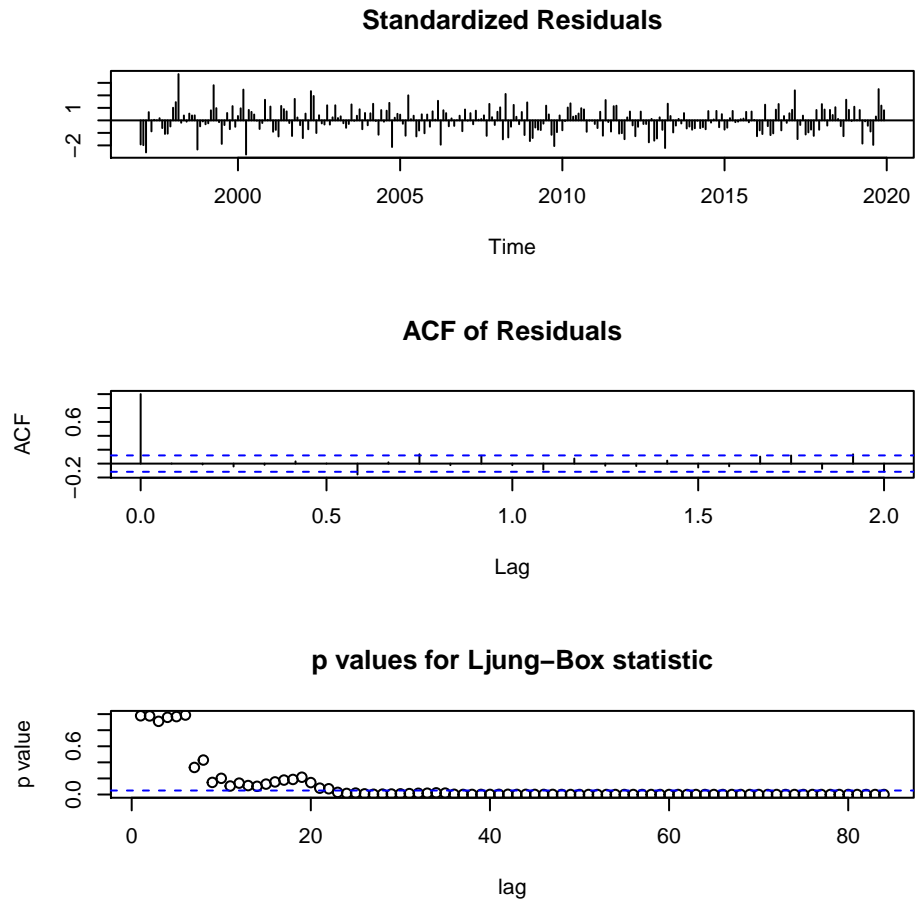 Standardized Residuals
1
−2
2000 2005 2010 2015 2020
Time
ACF of Residuals
ACF
0.6
−0.2
0.0 0.5 1.0 1.5 2.0
Lag
p values for Ljung−Box statistic
p value
0.6
0.0
0 20 40 60 80
lag